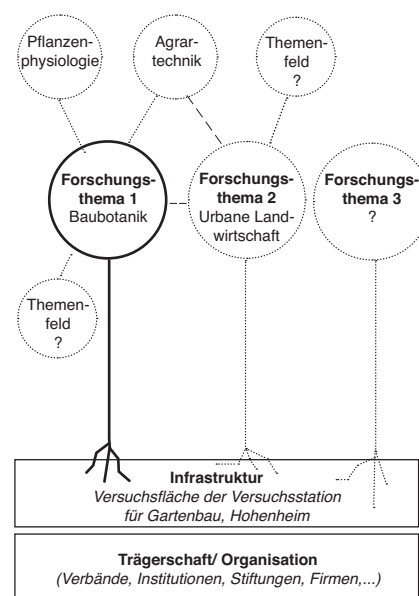 Pflanzen-
physiologie
Agrar-
technik
Themen-
feld
?
Forschungs-
thema 1
Baubotanik
Forschungs-
thema 2
Urbane Land-
wirtschaft
Forschungs-
thema 3
?
Themen-
feld
?
Infrastruktur
Versuchsfläche der Versuchsstation
für Gartenbau, Hohenheim
Trägerschaft/ Organisation
(Verbände, Institutionen, Stiftungen, Firmen,...)